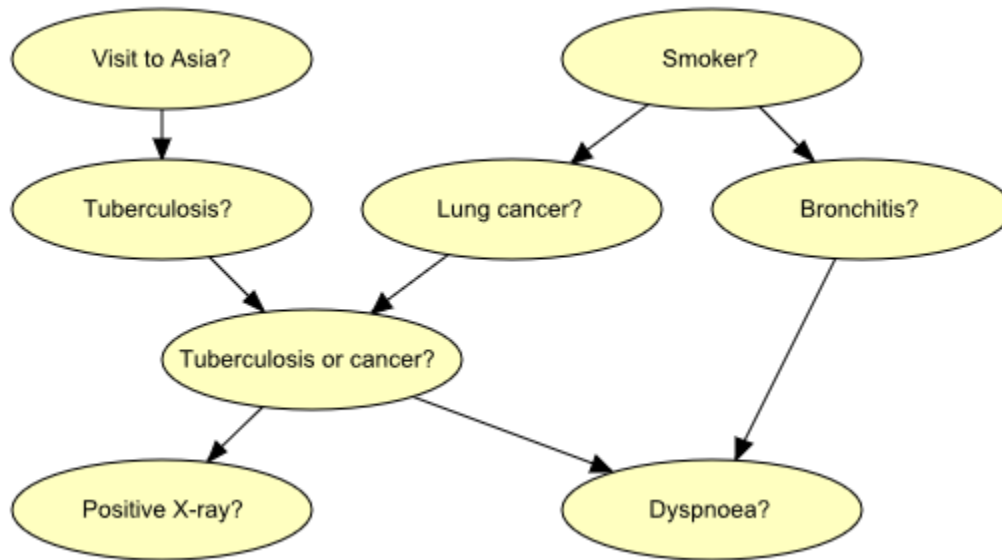 Visit to Asia?
Smoker?
Tuberculosis?
Lung cancer?
Bronchitis?
Tuberculosis or cancer?
Positive X-ray?
Dyspnoea?